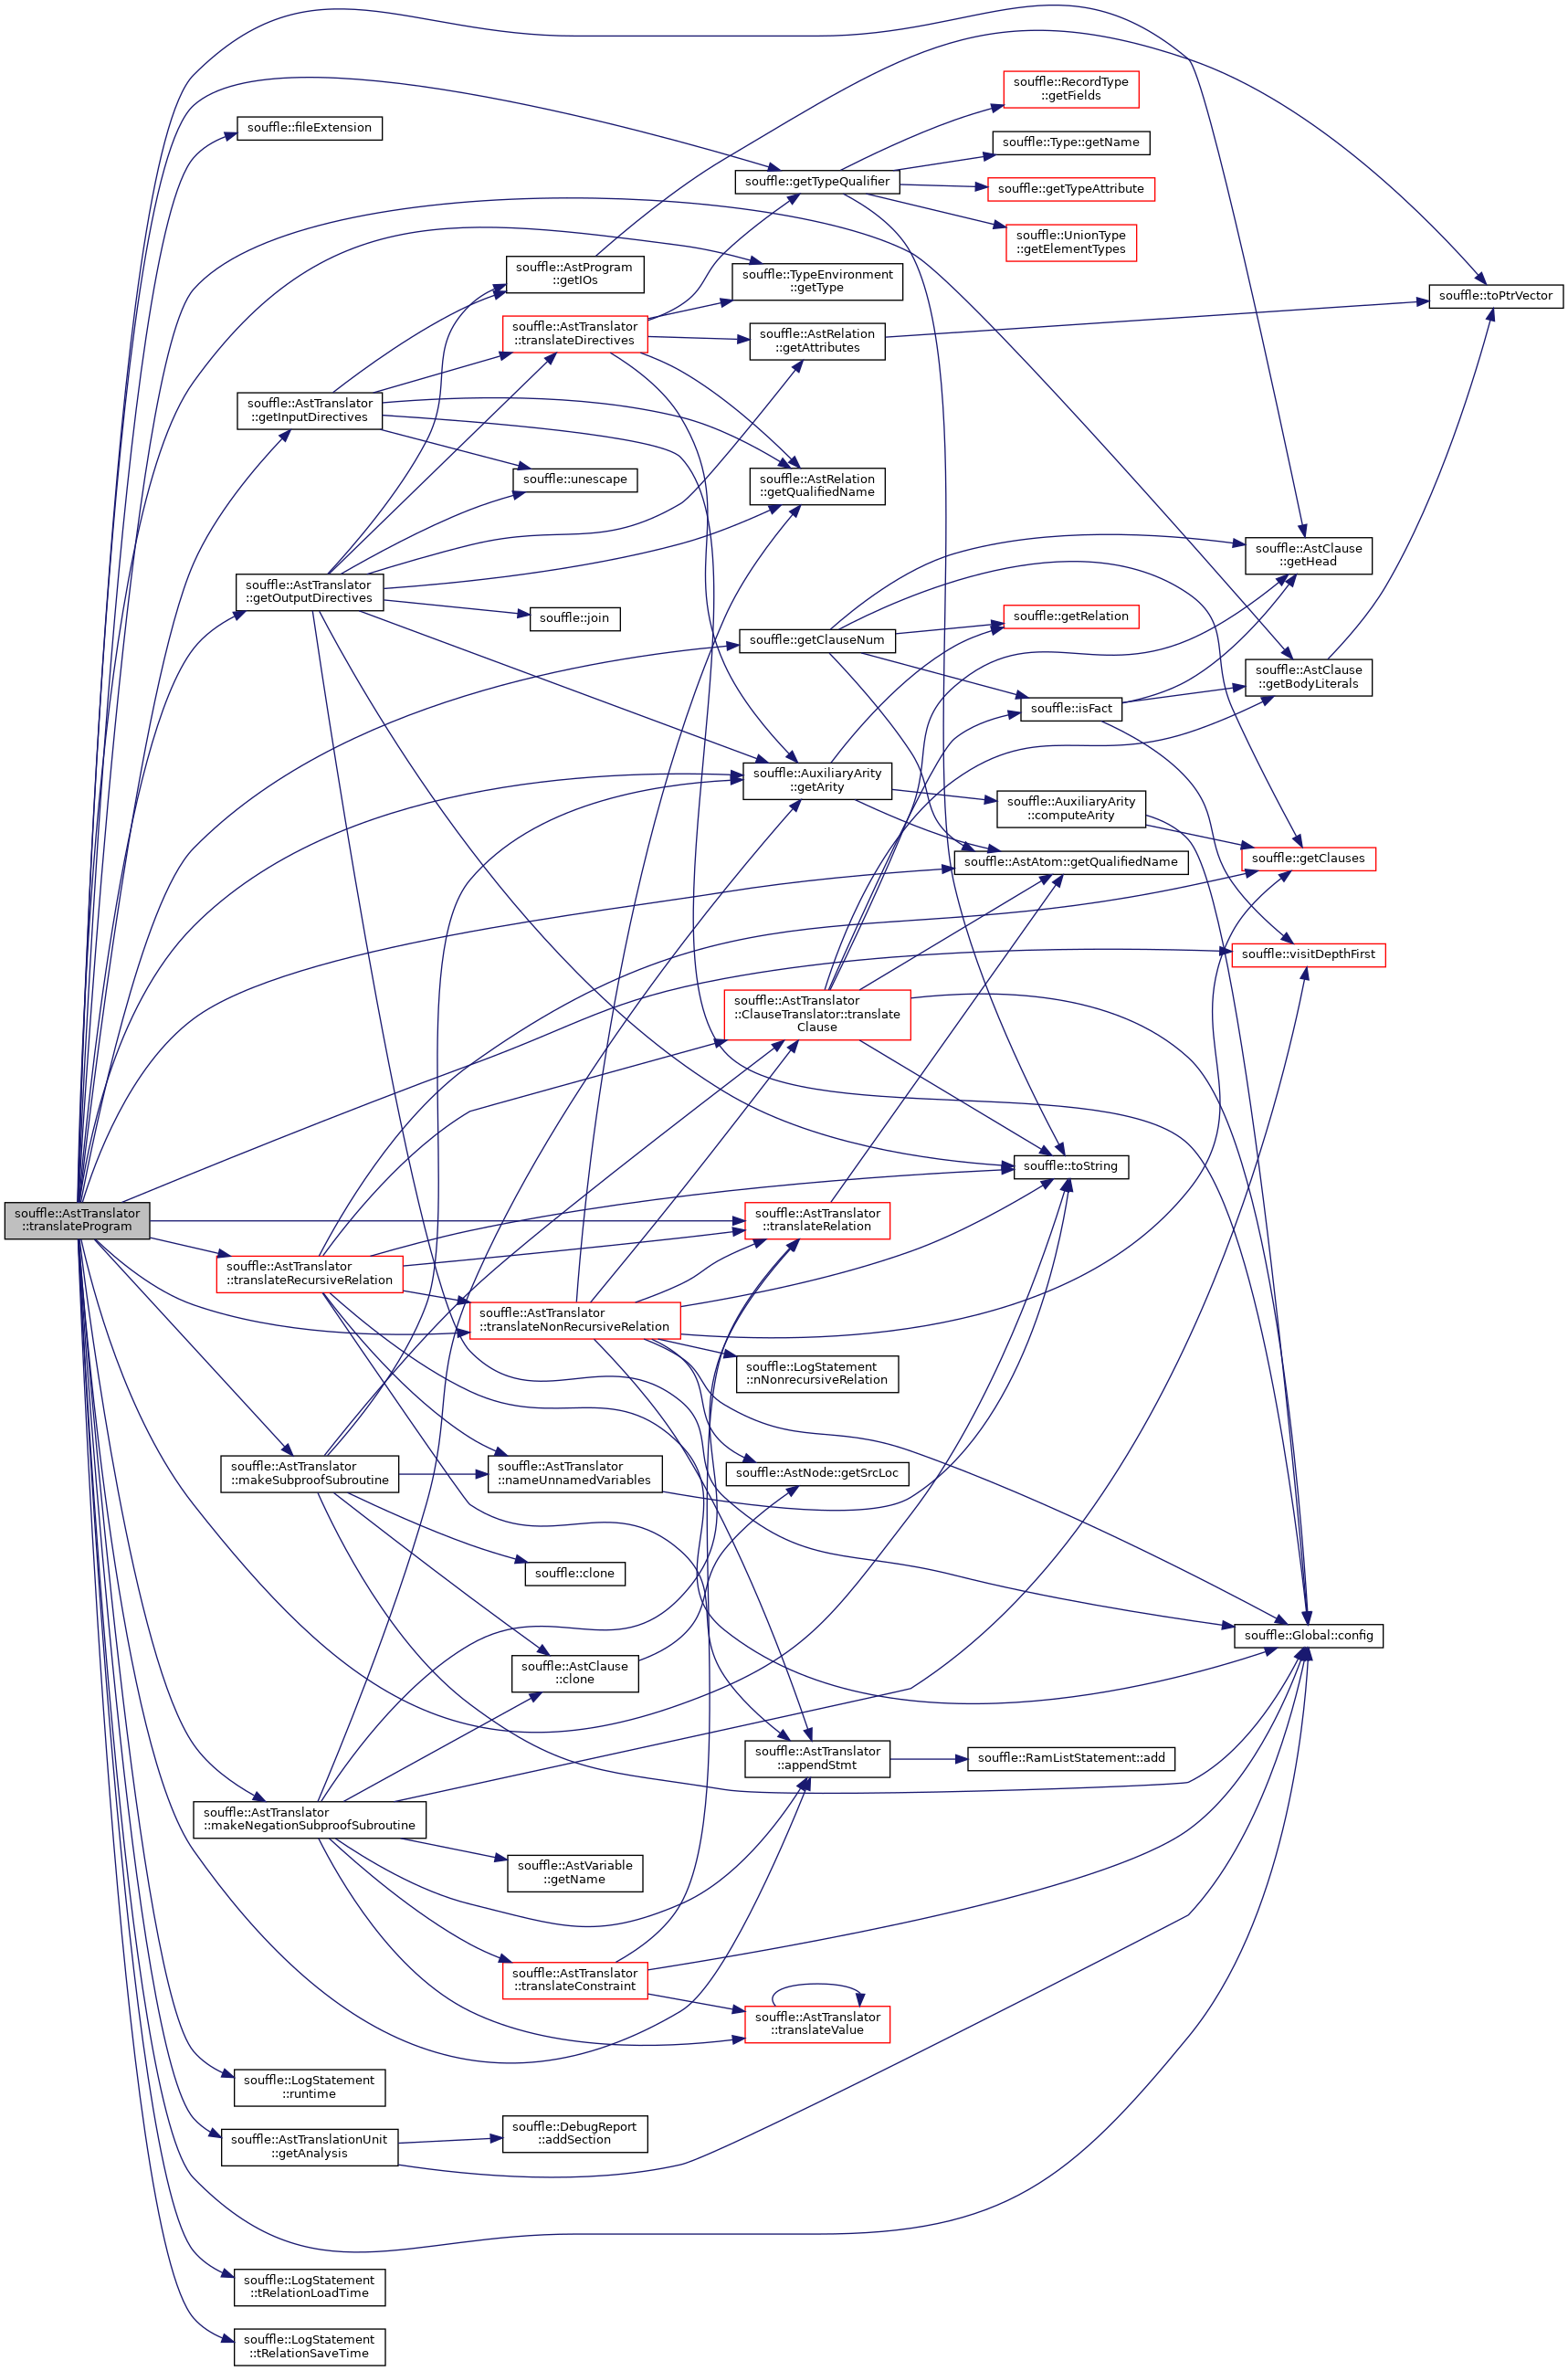 souffle::RecordType
::getFields
souffle::fileExtension
souffle::Type::getName
souffle::getTypeQualifier
souffle::getTypeAttribute
souffle::UnionType
::getElementTypes
souffle::AstProgram
::getIOs
souffle::TypeEnvironment
::getType
souffle::toPtrVector
souffle::AstTranslator
::translateDirectives
souffle::AstRelation
::getAttributes
souffle::AstTranslator
::getInputDirectives
souffle::unescape
souffle::AstRelation
::getQualifiedName
souffle::AstClause
::getHead
souffle::AstTranslator
::getOutputDirectives
souffle::join
souffle::getRelation
souffle::getClauseNum
souffle::AstClause
::getBodyLiterals
souffle::isFact
souffle::AuxiliaryArity
::getArity
souffle::AuxiliaryArity
::computeArity
souffle::getClauses
souffle::AstAtom::getQualifiedName
souffle::visitDepthFirst
souffle::AstTranslator
::ClauseTranslator::translate
Clause
souffle::toString
souffle::AstTranslator
::translateProgram
souffle::AstTranslator
::translateRelation
souffle::AstTranslator
::translateRecursiveRelation
souffle::AstTranslator
::translateNonRecursiveRelation
souffle::LogStatement
::nNonrecursiveRelation
souffle::AstTranslator
::makeSubproofSubroutine
souffle::AstTranslator
::nameUnnamedVariables
souffle::AstNode::getSrcLoc
souffle::clone
souffle::Global::config
souffle::AstClause
::clone
souffle::AstTranslator
::appendStmt
souffle::RamListStatement::add
souffle::AstTranslator
::makeNegationSubproofSubroutine
souffle::AstVariable
::getName
souffle::AstTranslator
::translateConstraint
souffle::AstTranslator
::translateValue
souffle::LogStatement
::runtime
souffle::AstTranslationUnit
::getAnalysis
souffle::DebugReport
::addSection
souffle::LogStatement
::tRelationLoadTime
souffle::LogStatement
::tRelationSaveTime